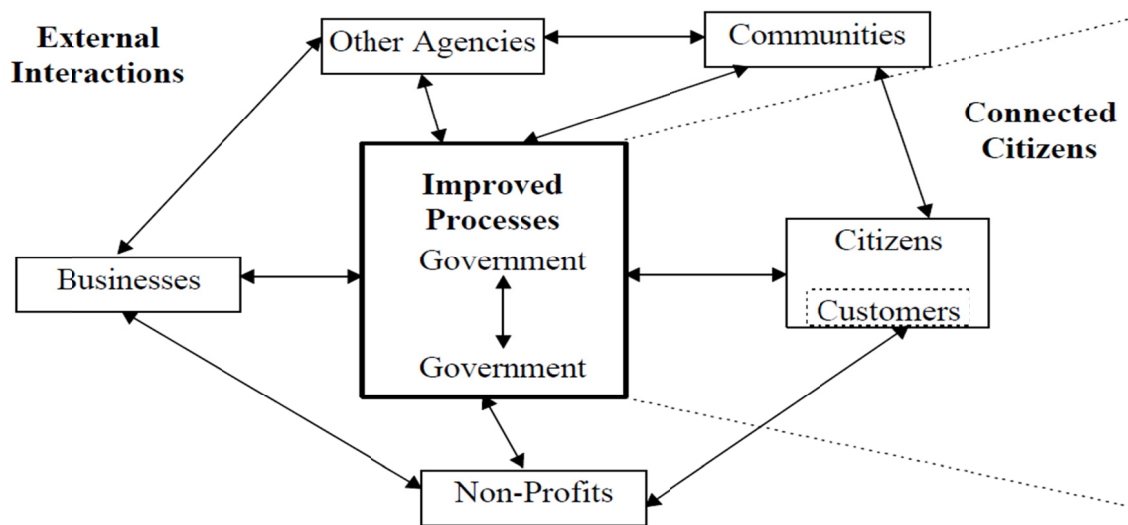 External
Interactions
Other Agencies
Communities
Connected
Citizens
Improved
Processes
Government
Government
Businesses
Citizens
Customers
Non-Profits